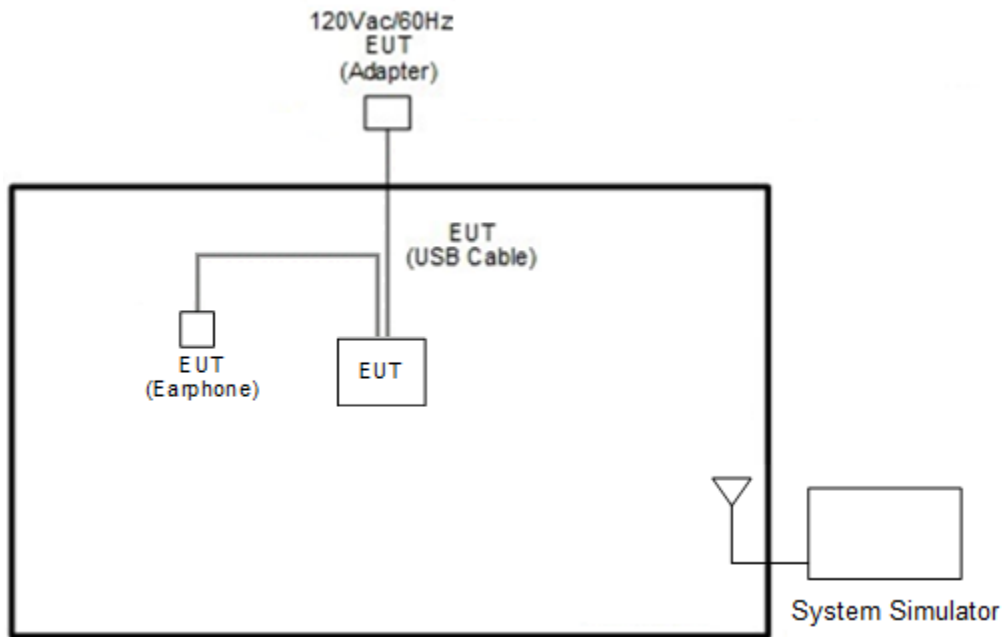 120Vac/60Hz
EUT
(Adapter)
EUT
(USB Cable)
EUT
(Earphone)
EUT
System Simulator